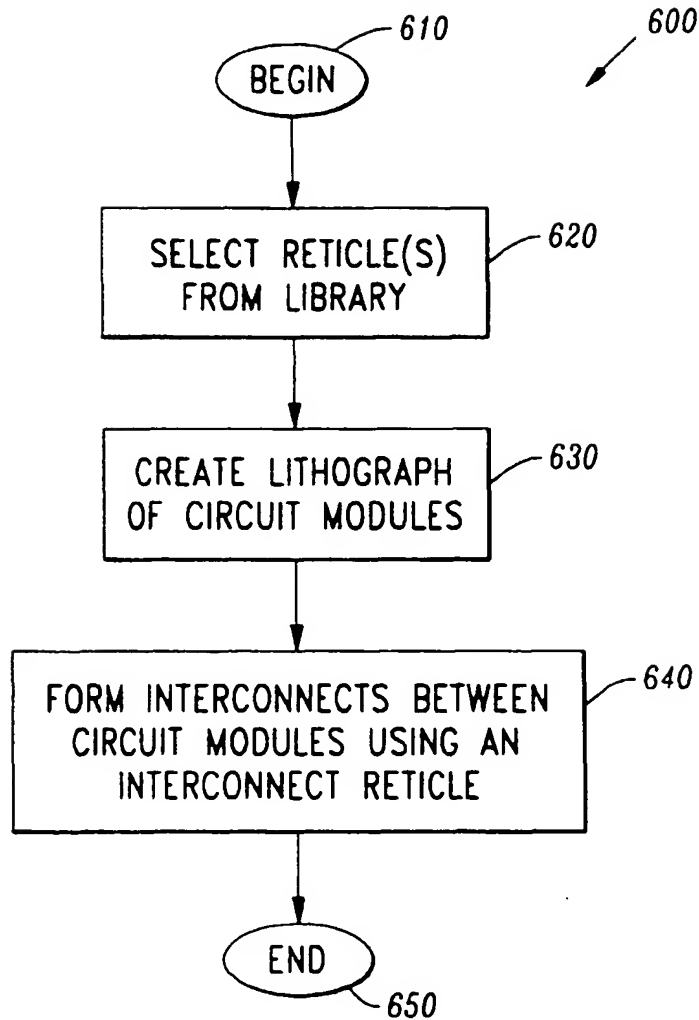 610
600
BEGIN
620
SELECT RETICLE(S)
FROM LIBRARY
630
CREATE LITHOGRAPH
OF CIRCUIT MODULES
640
FORM INTERCONNECTS BETWEEN
CIRCUIT MODULES USING AN
INTERCONNECT RETICLE
END
650